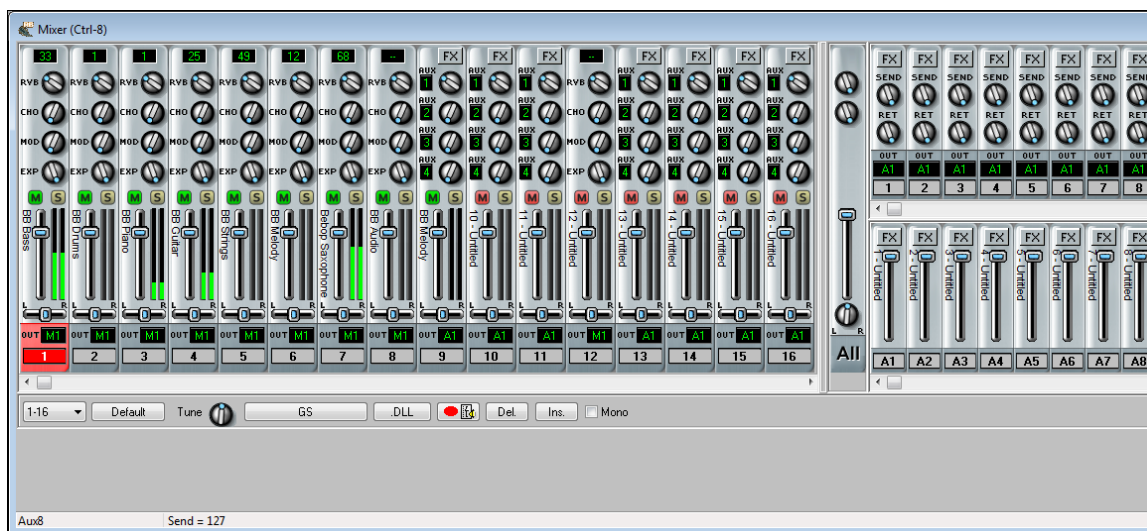 Mixer (Ctrl-8)
33 1 1 25 49 12 68 -- FX FX FX -- FX FX FX FX
RVB RVB RVB RVB RVB RVB RVB RVB AUX 1 AUX 1 AUX 1 RVB AUX 1 AUX 1 AUX 1 AUX 1
CHO CHO CHO CHO CHO CHO CHO CHO AUX 2 AUX 2 AUX 2 CHO AUX 2 AUX 2 AUX 2 AUX 2
MOD MOD MOD MOD MOD MOD MOD MOD AUX 3 AUX 3 AUX 3 MOD AUX 3 AUX 3 AUX 3 AUX 3
EXP EXP EXP EXP EXP EXP EXP EXP AUX 4 AUX 4 AUX 4 EXP AUX 4 AUX 4 AUX 4 AUX 4
M S M S M S M S M S M S M S M S M S M S M S M S M S M S M S M S
BB Bass
BB Drums
BB Piano
BB Guitar
BB Strings
BB Melody
Bebop Saxophone
BB Audio
BB Melody
10 - Untitled
11 - Untitled
12 - Untitled
13 - Untitled
14 - Untitled
15 - Untitled
16 - Untitled
L R L R L R L R L R L R L R L R L R L R L R L R L R L R L R L R
OUT M1 OUT M1 OUT M1 OUT M1 OUT M1 OUT M1 OUT M1 OUT M1 OUT A1 OUT A1 OUT A1 OUT M1 OUT A1 OUT A1 OUT A1 OUT A1
1 2 3 4 5 6 7 8 9 10 11 12 13 14 15 16
L R
All
FX FX FX FX FX FX FX FX
SEND SEND SEND SEND SEND SEND SEND SEND
RET RET RET RET RET RET RET RET
OUT OUT OUT OUT OUT OUT OUT OUT
A1 A1 A1 A1 A1 A1 A1 A1
1 2 3 4 5 6 7 8
FX FX FX FX FX FX FX FX
1 - Untitled
2 - Untitled
3 - Untitled
4 - Untitled
5 - Untitled
6 - Untitled
7 - Untitled
8 - Untitled
A1 A2 A3 A4 A5 A6 A7 A8
1-16 Default Tune GS .DLL Del. Ins. Mono
Aux8 Send = 127